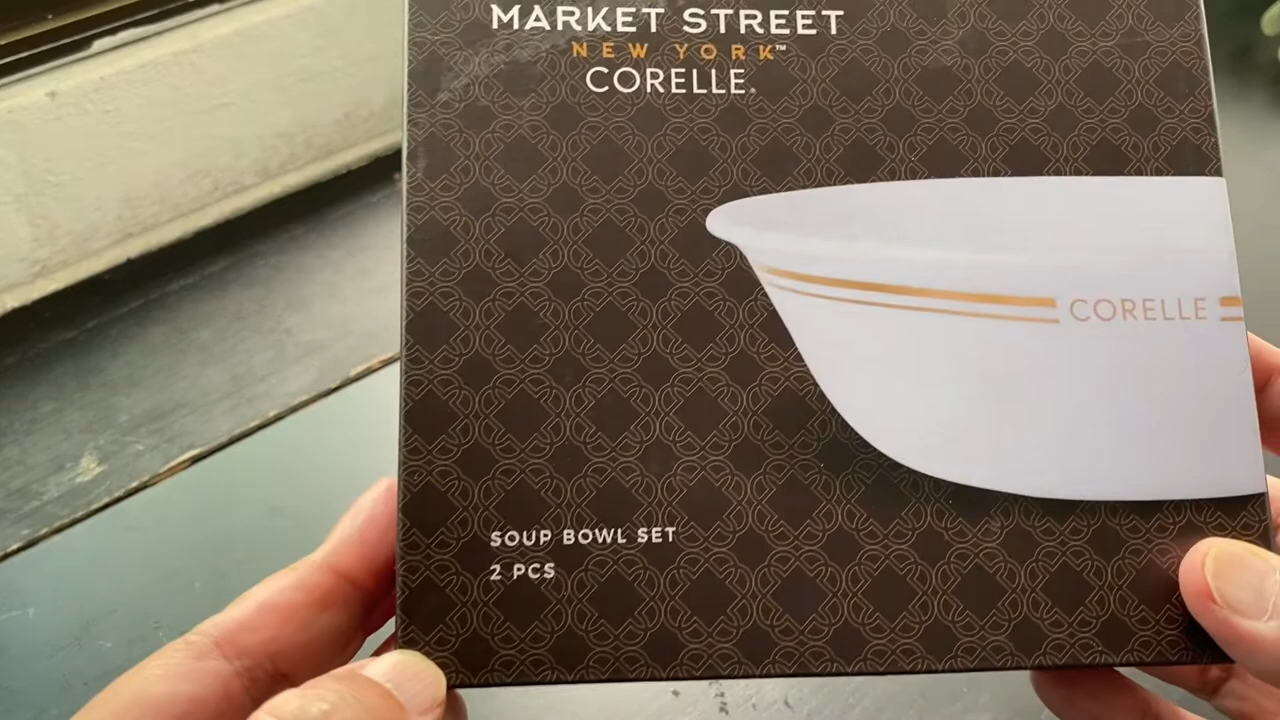 MARKET STREET
NEW YORK™
CORELLE®
CORELLE
SOUP BOWL SET
2 PCS